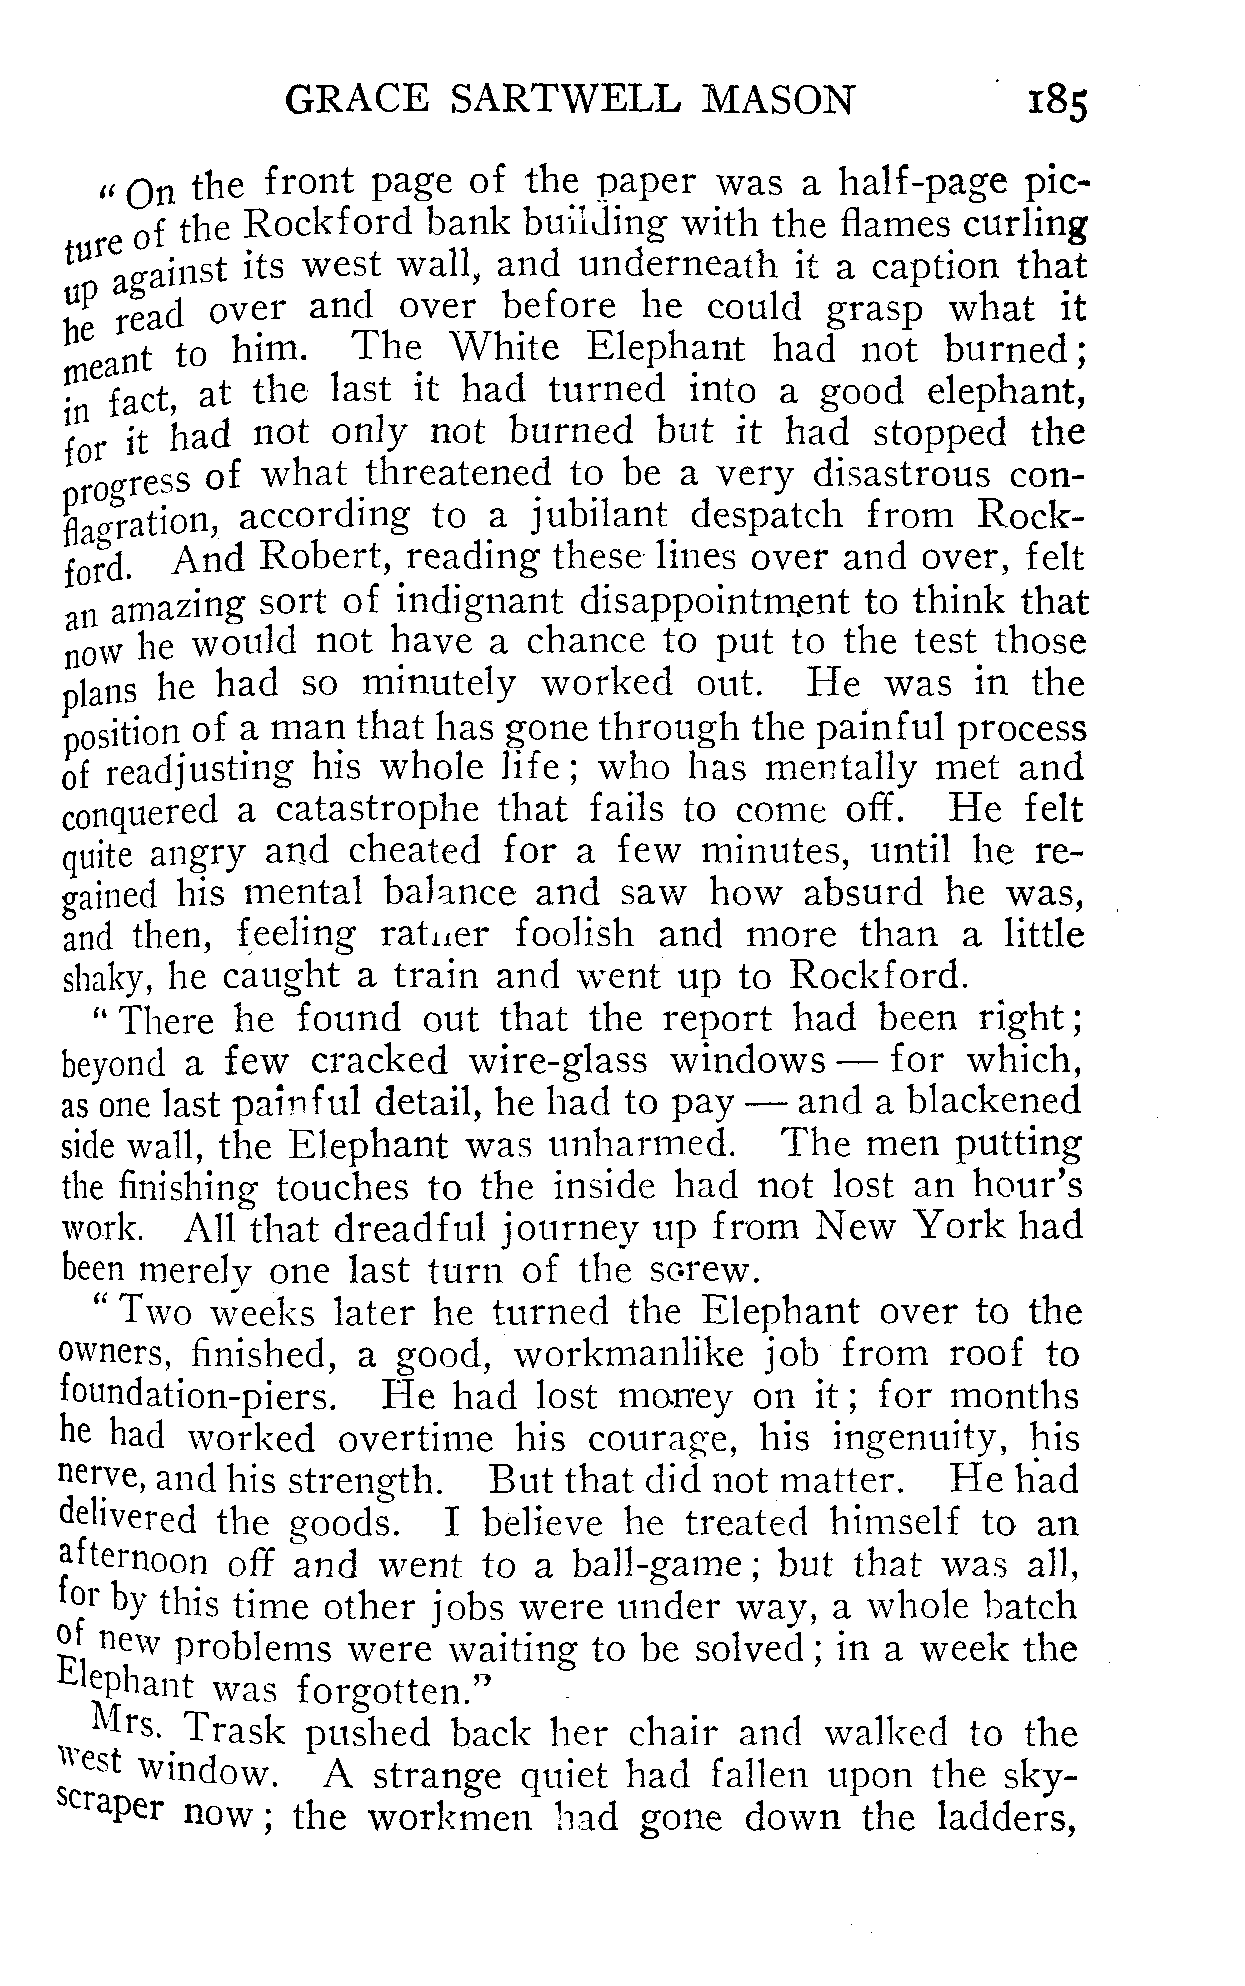 GRACE SARTWELL MASON 185
" On the front page of the paper was a half-page pic-
ture of the Rockford bank building with the flames curling
up against its west wall, and underneath it a caption that
he read over and over before he could grasp what it
meant to him. The White Elephant had not burned ;
in fact, at the last it had turned into a good elephant,
for it had not only not burned but it had stopped the
progress of what threatened to be a very disastrous con-
flagration, according to a jubilant despatch from Rock-
ford. And Robert, reading these lines over and over, felt
an amazing sort of indignant disappointment to think that
now he would not have a chance to put to the test those
plans he had so minutely worked out. He was in the
position of a man that has gone through the painful process
of readjusting his whole life ; who has mentally met and
conquered a catastrophe that fails to come off. He felt
quite angry and cheated for a few minutes, until he re-
gained his mental balance and saw how absurd he was,
and then, feeling rather foolish and more than a little
shaky, he caught a train and went up to Rockford.
" There he found out that the report had been right ;
beyond a few cracked wire-glass windows — for which,
as one last painful detail, he had to pay — and a blackened
side wall, the Elephant was unharmed. The men putting
the finishing touches to the inside had not lost an hour's
work. All that dreadful journey up from New York had
been merely one last turn of the screw.
" Two weeks later he turned the Elephant over to the
owners, finished, a good, workmanlike job from roof to
foundation-piers. He had lost money on it ; for months
he had worked overtime his courage, his ingenuity, his
nerve, and his strength. But that did not matter. He had
delivered the goods. I believe he treated himself to an
afternoon off and went to a ball-game ; but that was all,
for by this time other jobs were under way, a whole batch
of new problems were waiting to be solved ; in a week the
Elephant was forgotten."
Mrs. Trask pushed back her chair and walked to the
west window. A strange quiet had fallen upon the sky-
scraper now ; the workmen had gone down the ladders,